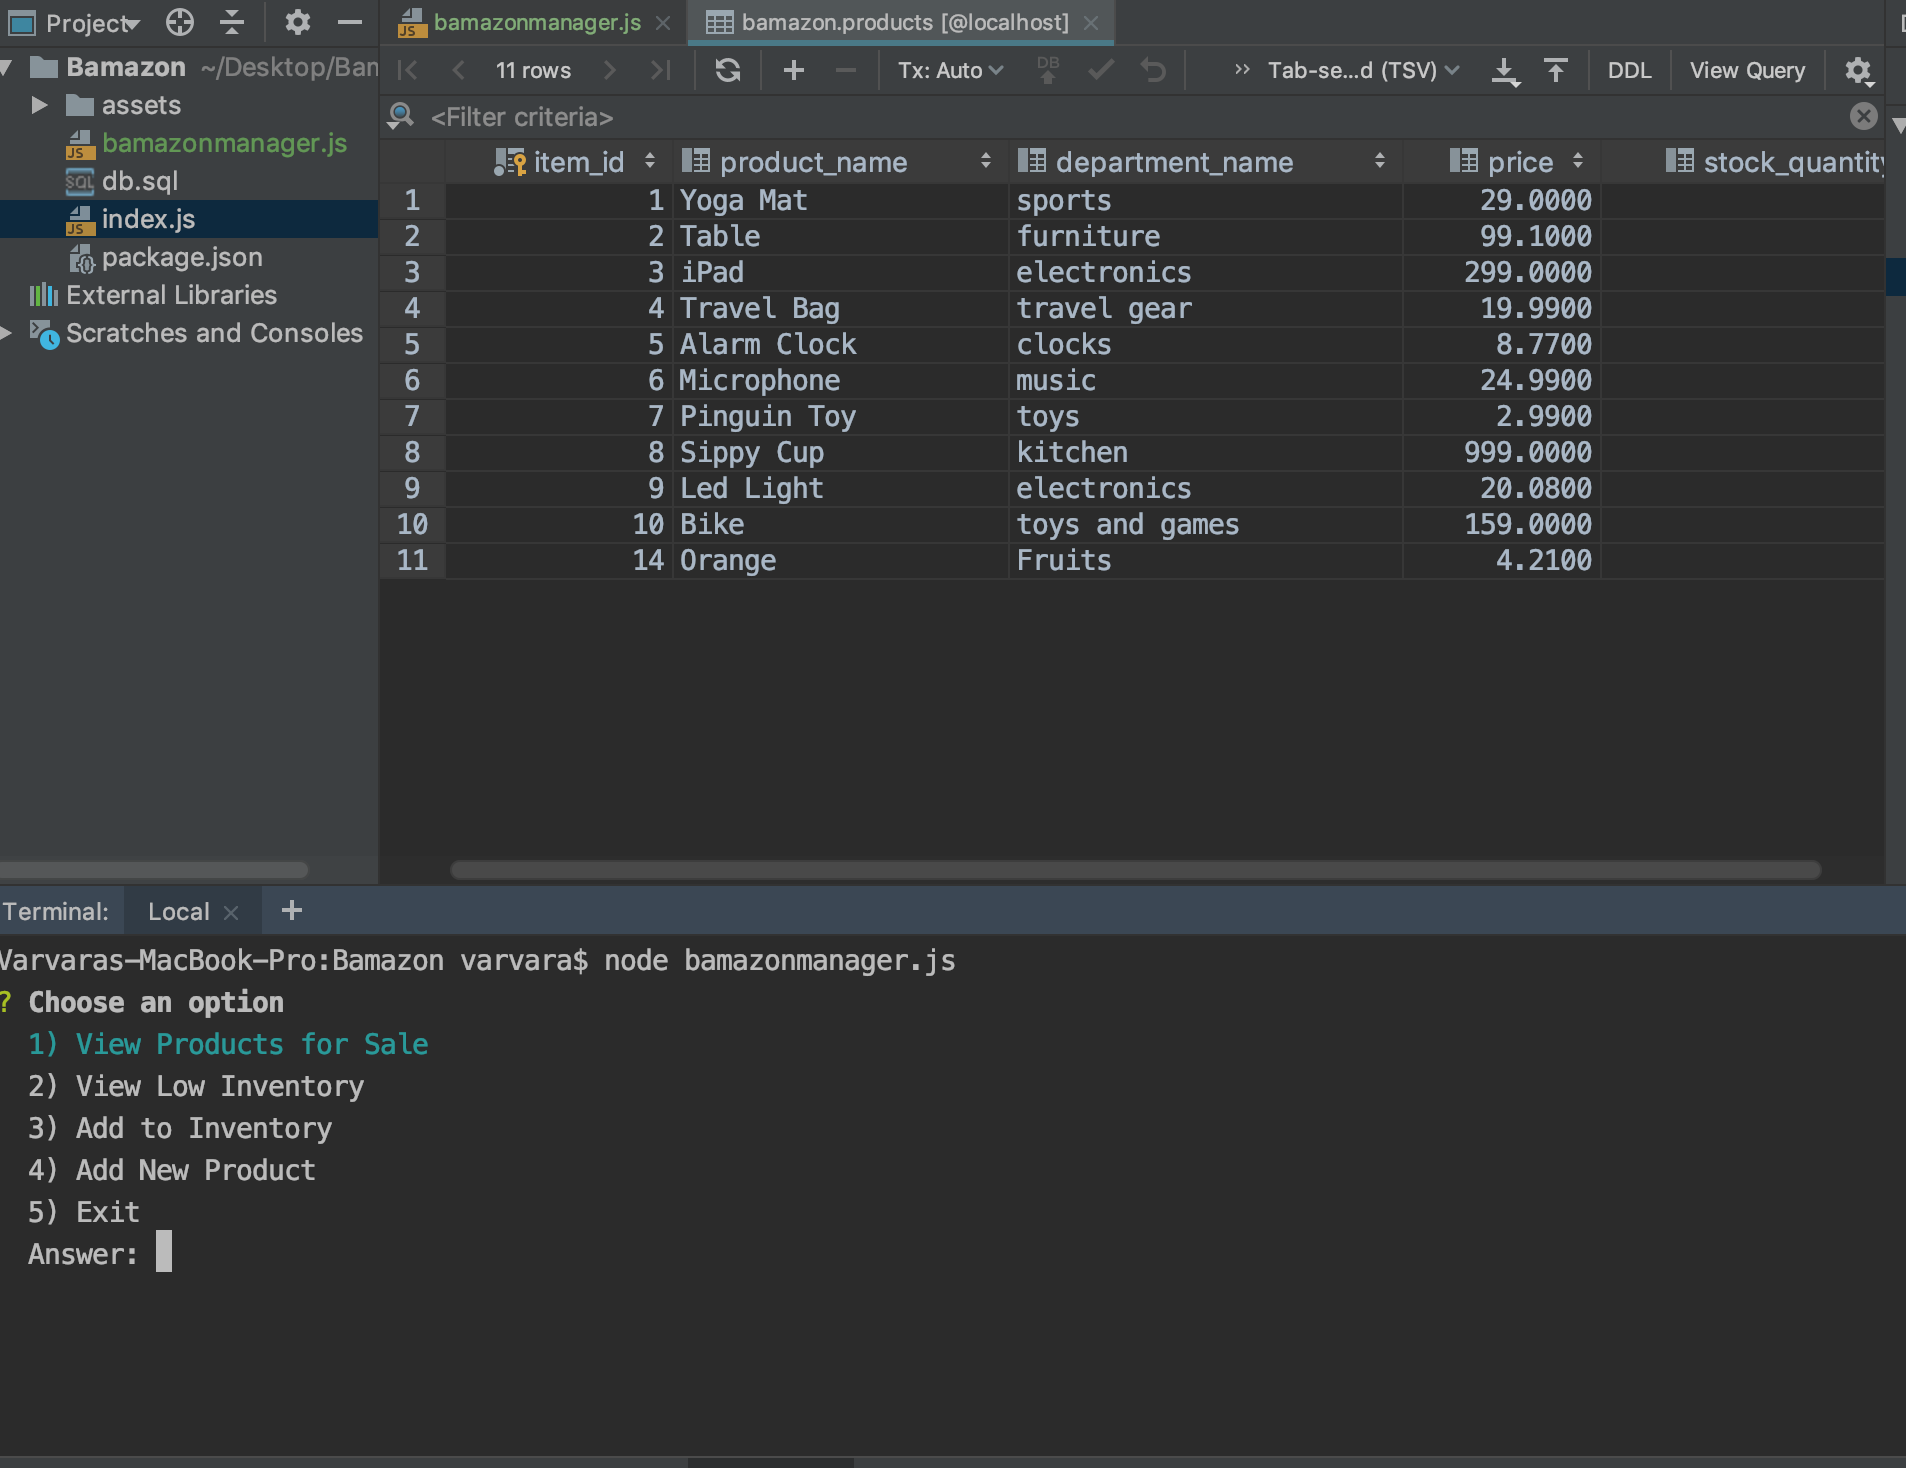 Project
bamazonmanager.js
bamazon.products [@localhost]
Bamazon ~/Desktop/Bam
11 rows
Tx: Auto
DB
Tab-se...d (TSV)
DDL
View Query
assets
<Filter criteria>
bamazonmanager.js
db.sql
index.js
package.json
External Libraries
Scratches and Consoles
item_id product_name department_name price stock_quantity
1 1 Yoga Mat sports 29.0000
2 2 Table furniture 99.1000
3 3 iPad electronics 299.0000
4 4 Travel Bag travel gear 19.9900
5 5 Alarm Clock clocks 8.7700
6 6 Microphone music 24.9900
7 7 Pinguin Toy toys 2.9900
8 8 Sippy Cup kitchen 999.0000
9 9 Led Light electronics 20.0800
10 10 Bike toys and games 159.0000
11 14 Orange Fruits 4.2100
Terminal: Local
Varvaras-MacBook-Pro:Bamazon varvara$ node bamazonmanager.js
? Choose an option
1) View Products for Sale
2) View Low Inventory
3) Add to Inventory
4) Add New Product
5) Exit
Answer: